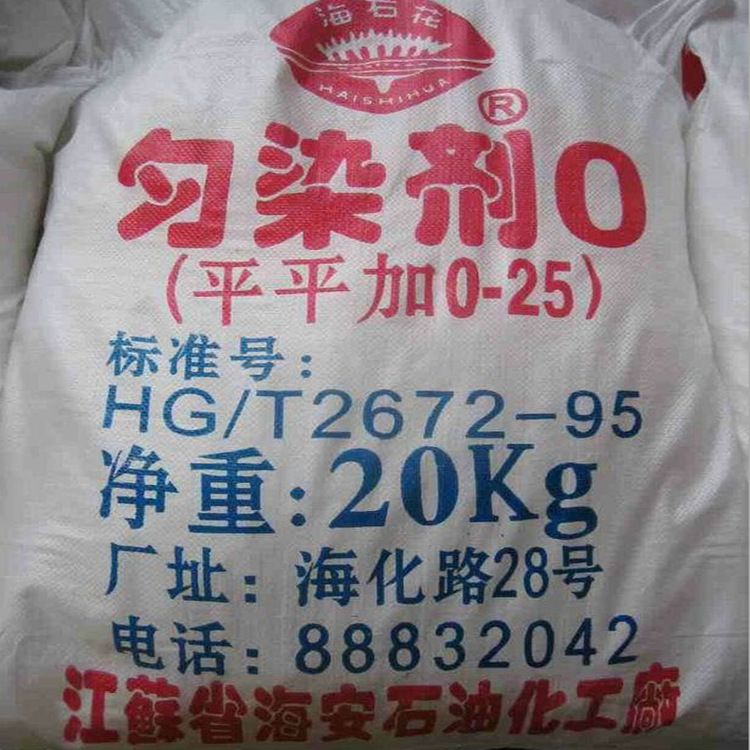 海石花
HAISHIHUA
®
匀染剂O
(平平加O-25)
标准号:
HG/T2672-95
净重:20Kg
厂址:海化路28号
电话:88832042
江蘇省海安石油化工廠